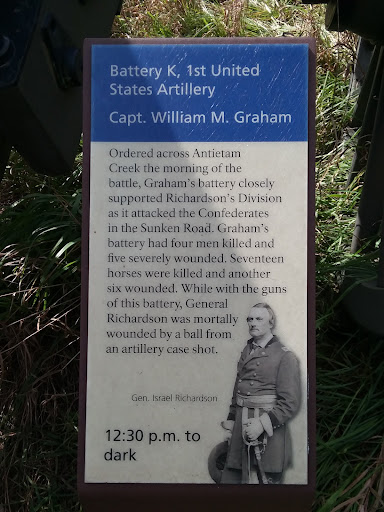 Battery K, 1st United
States Artillery
Capt. William M. Graham
Ordered across Antietam
Creek the morning of the
battle, Graham's battery closely
supported Richardson's Division
as it attacked the Confederates
in the Sunken Road. Graham's
battery had four men killed and
five severely wounded. Seventeen
horses were killed and another
six wounded. While with the guns
of this battery, General
Richardson was mortally
wounded by a ball from
an artillery case shot.
Gen. Israel Richardson
12:30 p.m. to
dark